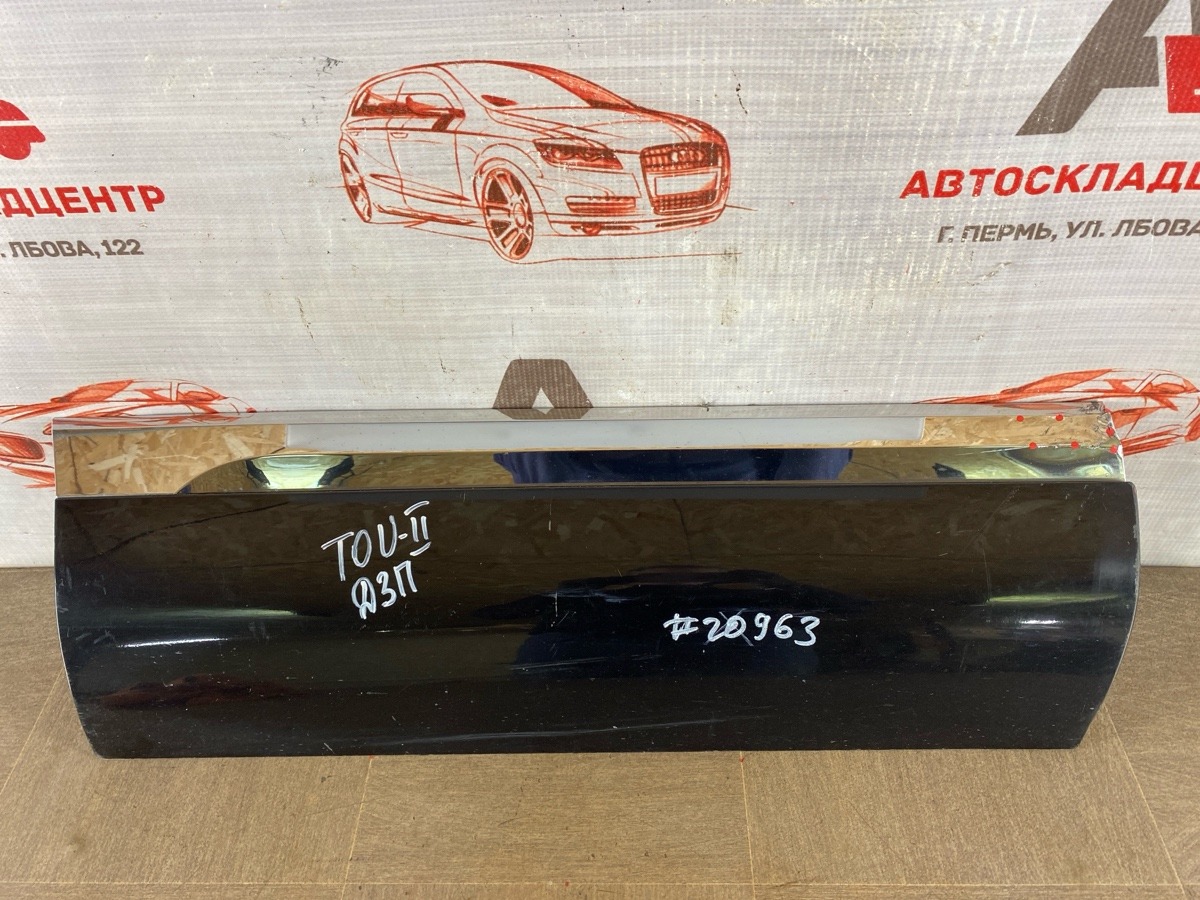 ДЦЕНТР
. ЛБОВА, 122
АВТОСКЛАДЦ
Г. ПЕРМЬ, УЛ. ЛБОВА
TOU-II
ДЗП
#20963